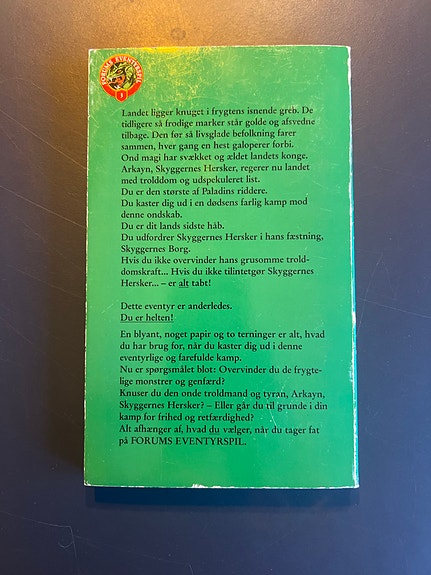 FORUMS EVENTYRSPIL
3
Landet ligger knuget i frygtens isnende greb. De
tidligere så frodige marker står golde og afsvedne
tilbage. Den før så livsglade befolkning farer
sammen, hver gang en hest galoperer forbi.
Ond magi har svækket og ældet landets konge.
Arkayn, Skyggernes Hersker, regerer nu landet
med trolddom og udspekuleret list.
Du er den største af Paladins riddere.
Du kaster dig ud i en dødsens farlig kamp mod
denne ondskab.
Du er dit lands sidste håb.
Du udfordrer Skyggernes Hersker i hans fæstning,
Skyggernes Borg.
Hvis du ikke overvinder hans grusomme trold-
domskraft... Hvis du ikke tilintetgør Skyggernes
Hersker... – er alt tabt!
Dette eventyr er anderledes.
Du er helten!
En blyant, noget papir og to terninger er alt, hvad
du har brug for, når du kaster dig ud i denne
eventyrlige og farefulde kamp.
Nu er spørgsmålet blot: Overvinder du de frygte-
lige monstrer og genfærd?
Knuser du den onde troldmand og tyran, Arkayn,
Skyggernes Hersker? – Eller går du til grunde i din
kamp for frihed og retfærdighed?
Alt afhænger af, hvad du vælger, når du tager fat
på FORUMS EVENTYRSPIL.